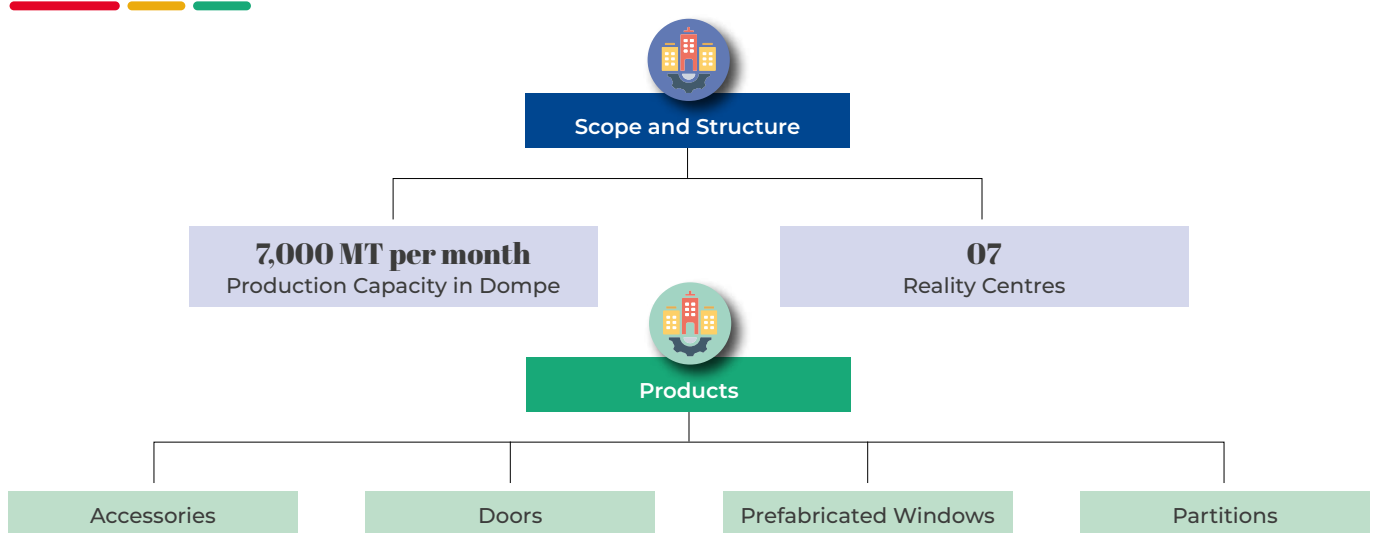 Scope and Structure
7,000 MT per month
Production Capacity in Dompe
07
Reality Centres
Products
Accessories
Doors
Prefabricated Windows
Partitions